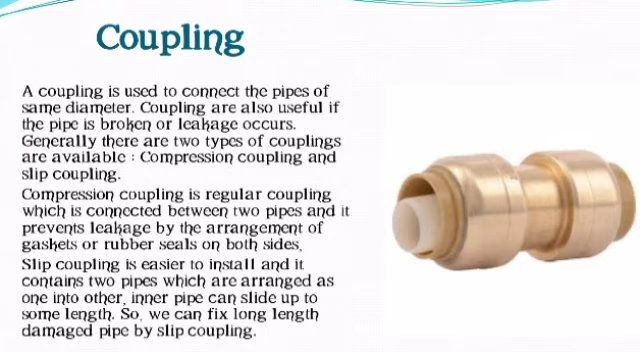 Coupling
A coupling is used to connect the pipes of
same diameter. Coupling are also useful if
the pipe is broken or leakage occurs.
Generally there are two types of couplings
are available : Compression coupling and
slip coupling.
Compression coupling is regular coupling
which is connected between two pipes and it
prevents leakage by the arrangement of
gaskets or rubber seals on both sides,
Slip coupling is easier to install and it
contains two pipes which are arranged as
one into other, inner pipe can slide up to
some length. So, we can fix long length
damaged pipe by slip coupling.